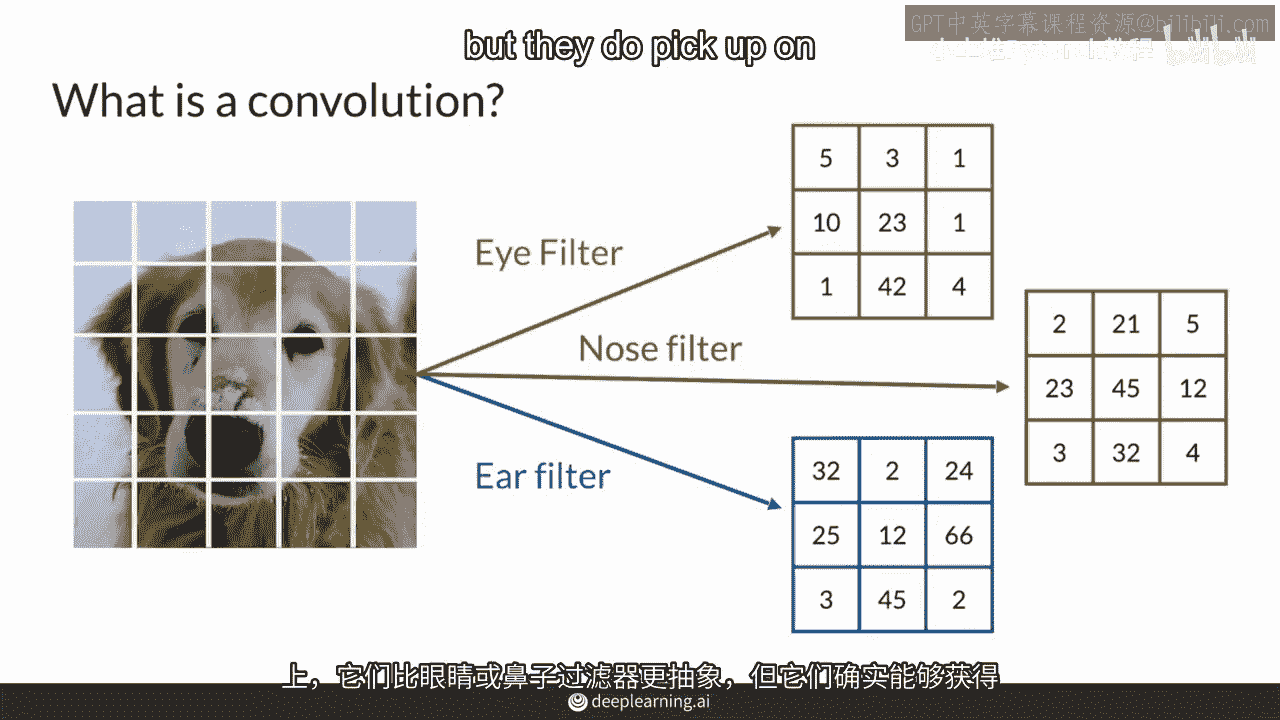 but they do pick up on
GPT中英字幕课程资源@bilibili.com
bilibili
What is a convolution?
Eye Filter
5 3 1
10 23 1
1 42 4
Nose filter
2 21 5
23 45 12
3 32 4
Ear filter
32 2 24
25 12 66
3 45 2
上，它们比眼睛或鼻子过滤器更抽象，但它们确实能够获得
deeplearning.ai